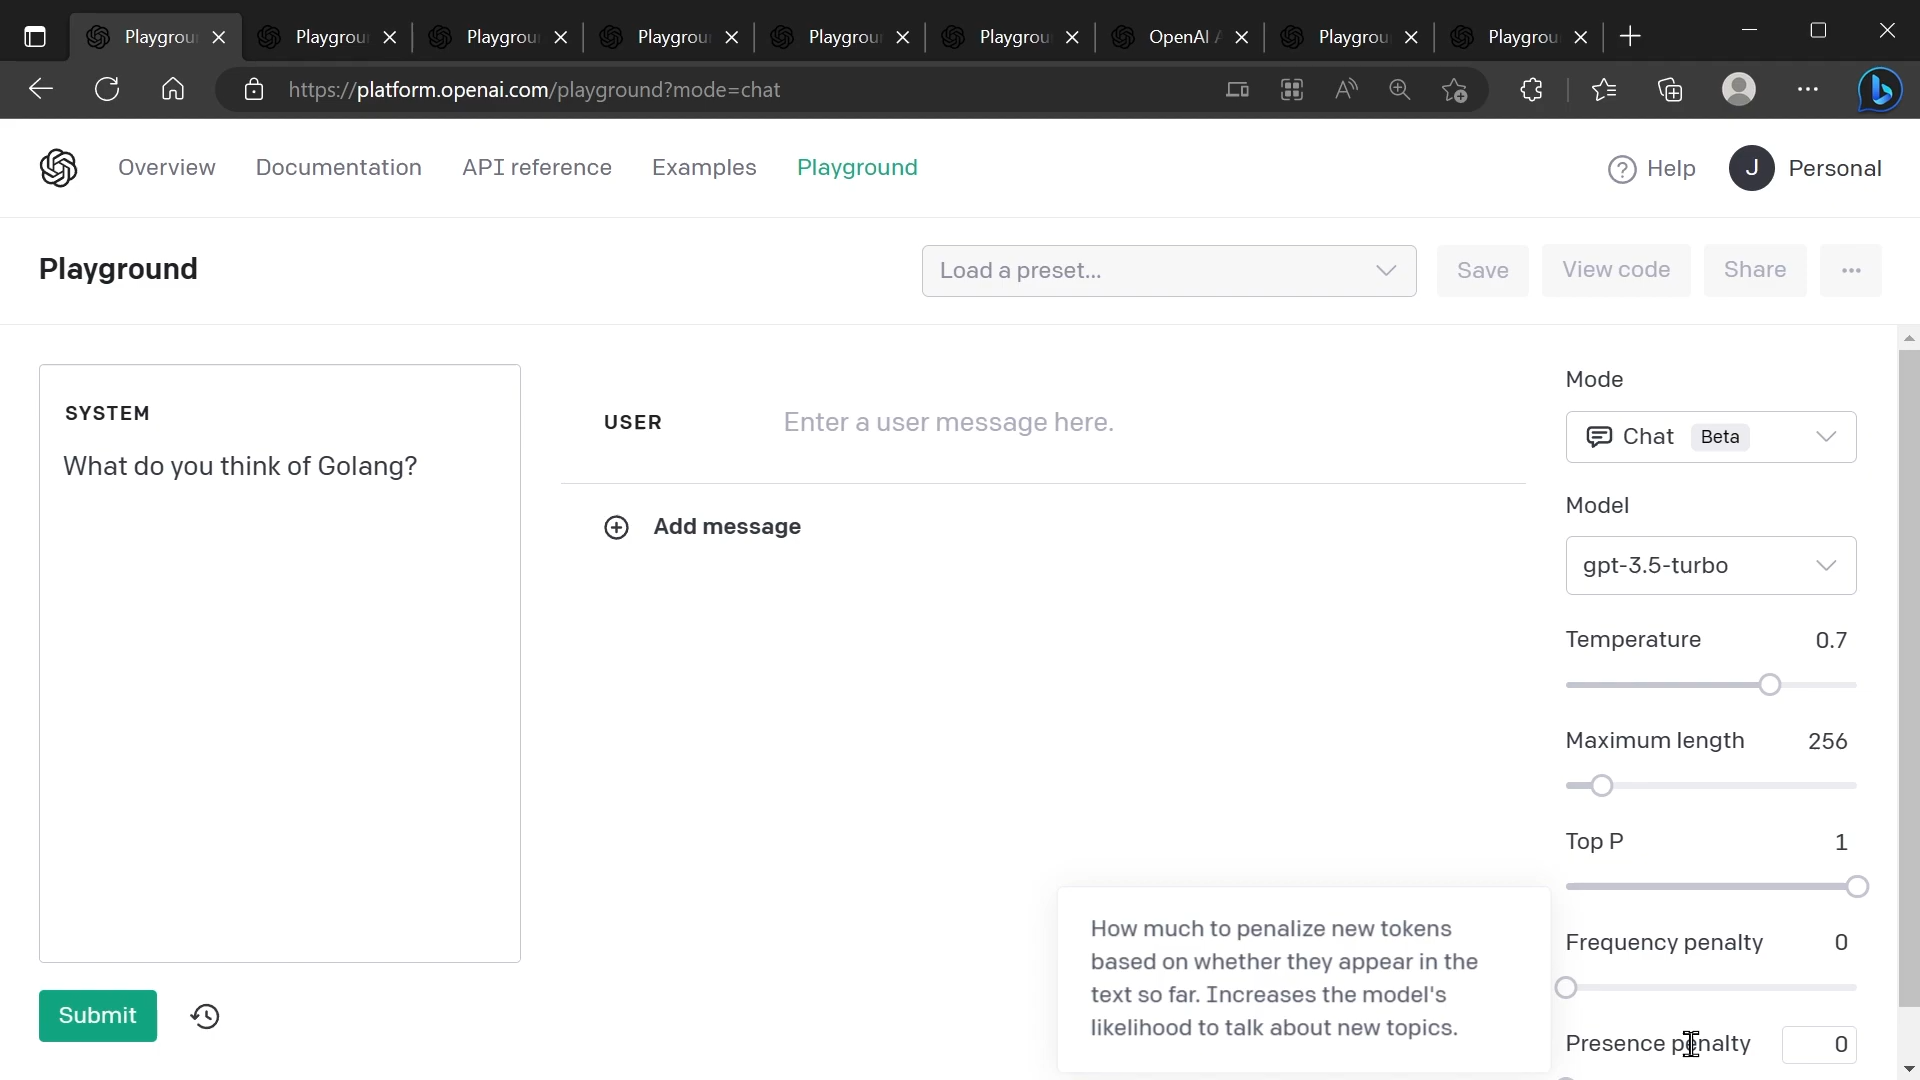 Playgrou
Playgrou
Playgrou
Playgrou
Playgrou
Playgrou
OpenAI A
Playgrou
Playgrou
https://platform.openai.com/playground?mode=chat
Overview
Documentation
API reference
Examples
Playground
Help
J
Personal
Playground
Load a preset...
Save
View code
Share
SYSTEM
What do you think of Golang?
USER
Enter a user message here.
Add message
Mode
Chat Beta
Model
gpt-3.5-turbo
Temperature 0.7
Maximum length 256
Top P 1
How much to penalize new tokens
based on whether they appear in the
text so far. Increases the model's
likelihood to talk about new topics.
Frequency penalty 0
Presence penalty 0
Submit